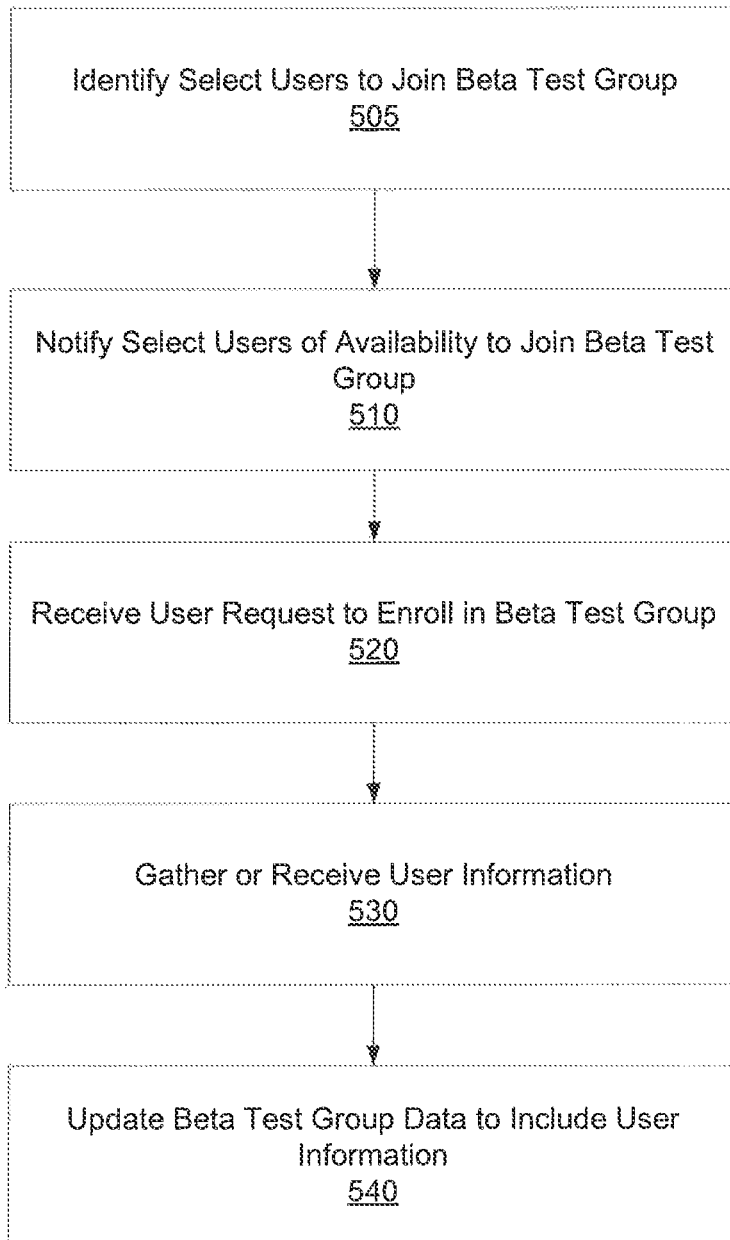 Identify Select Users to Join Beta Test Group
505
Notify Select Users of Availability to Join Beta Test
Group
510
Receive User Request to Enroll in Beta Test Group
520
Gather or Receive User Information
530
Update Beta Test Group Data to Include User
Information
540